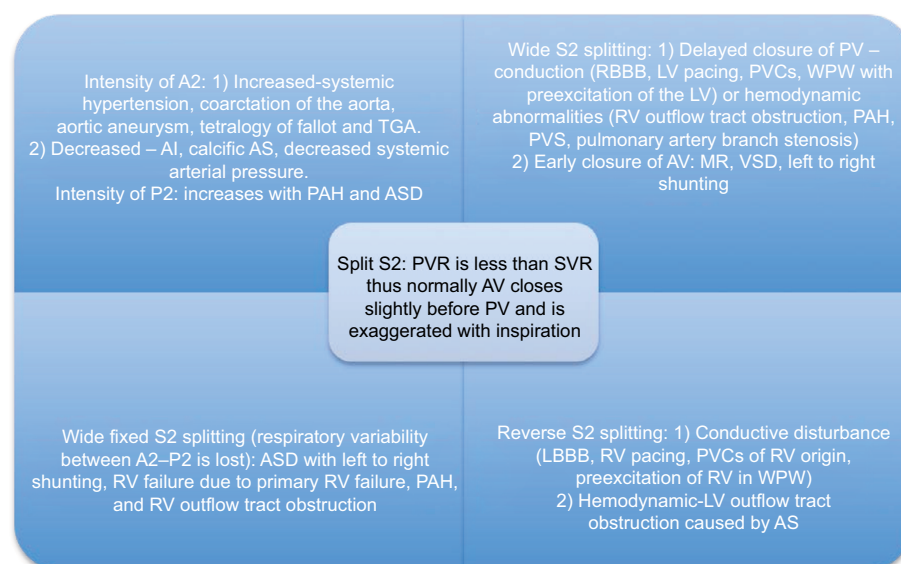 Intensity of A2: 1) Increased-systemic
hypertension, coarctation of the aorta,
aortic aneurysm, tetralogy of fallot and TGA.
2) Decreased – AI, calcific AS, decreased systemic
arterial pressure.
Intensity of P2: increases with PAH and ASD
Wide S2 splitting: 1) Delayed closure of PV –
conduction (RBBB, LV pacing, PVCs, WPW with
preexcitation of the LV) or hemodynamic
abnormalities (RV outflow tract obstruction, PAH,
PVS, pulmonary artery branch stenosis)
2) Early closure of AV: MR, VSD, left to right
shunting
Split S2: PVR is less than SVR
thus normally AV closes
slightly before PV and is
exaggerated with inspiration
Wide fixed S2 splitting (respiratory variability
between A2–P2 is lost): ASD with left to right
shunting, RV failure due to primary RV failure, PAH,
and RV outflow tract obstruction
Reverse S2 splitting: 1) Conductive disturbance
(LBBB, RV pacing, PVCs of RV origin,
preexcitation of RV in WPW)
2) Hemodynamic-LV outflow tract
obstruction caused by AS